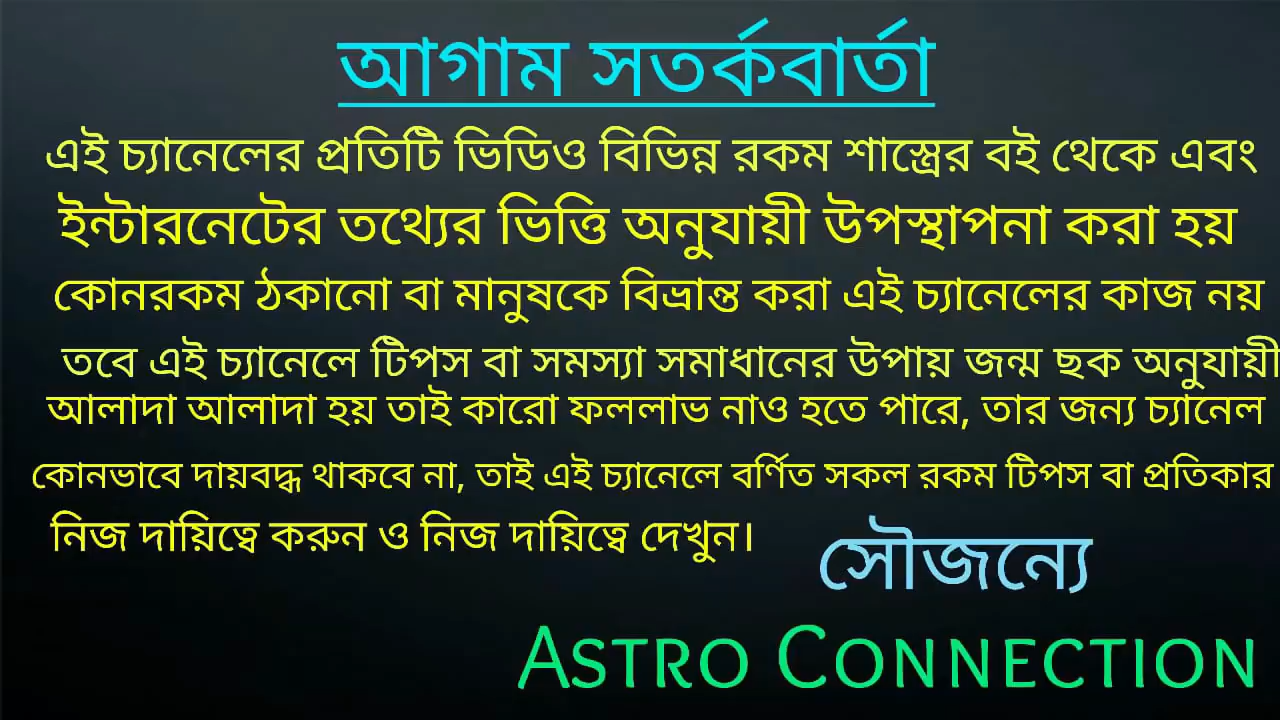 আগাম সতর্কবার্তা
এই চ্যানেলের প্রতিটি ভিডিও বিভিন্ন রকম শাস্ত্রের বই থেকে এবং
ইন্টারনেটের তথ্যের ভিত্তি অনুযায়ী উপস্থাপনা করা হয়
কোনরকম ঠকানো বা মানুষকে বিভ্রান্ত করা এই চ্যানেলের কাজ নয়
তবে এই চ্যানেলে টিপস বা সমস্যা সমাধানের উপায় জন্ম ছক অনুযায়ী
আলাদা আলাদা হয় তাই কারো ফললাভ নাও হতে পারে, তার জন্য চ্যানেল
কোনভাবে দায়বদ্ধ থাকবে না, তাই এই চ্যানেলে বর্ণিত সকল রকম টিপস বা প্রতিকার
নিজ দায়িত্বে করুন ও নিজ দায়িত্বে দেখুন।
সৌজন্যে
ASTRO CONNECTION